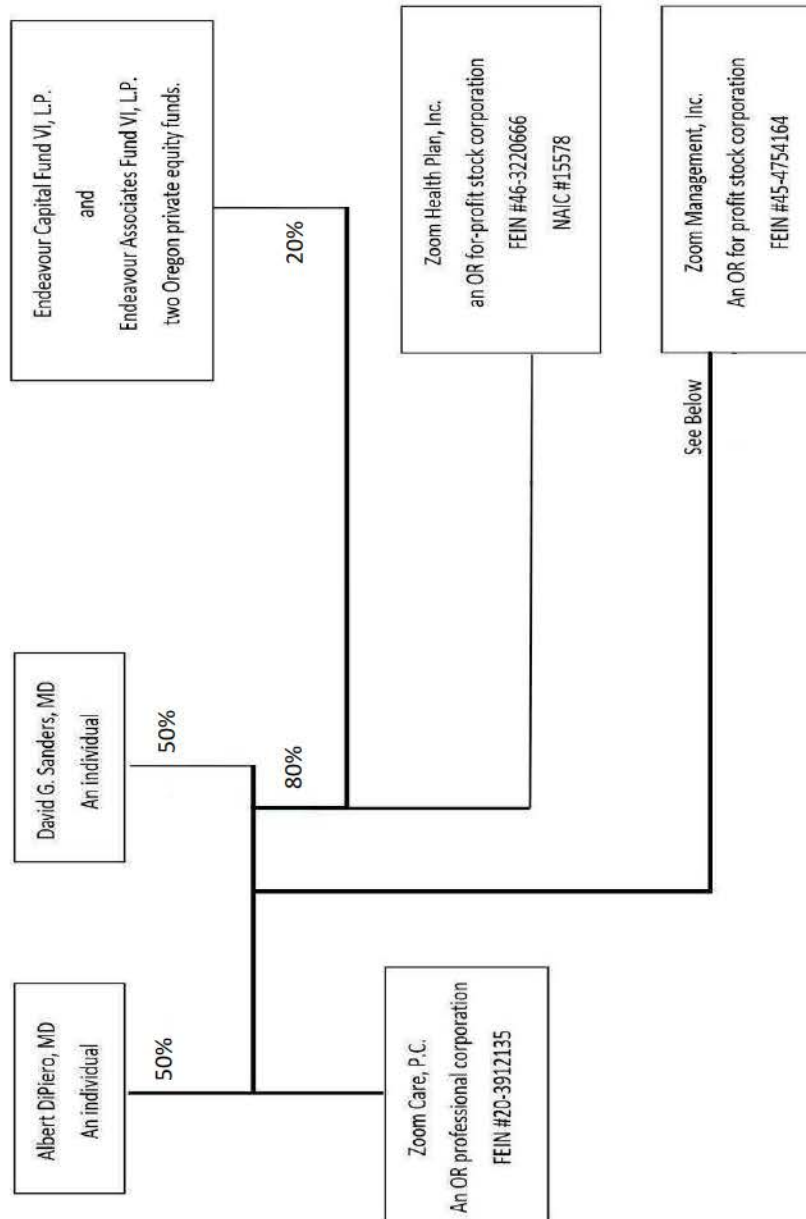 Albert DiPiero, MD
An individual
David G. Sanders, MD
An individual
Endeavour Capital Fund VI, L.P.
and
Endeavour Associates Fund VI, L.P.
two Oregon private equity funds.
50%
50%
80%
20%
Zoom Care, P.C.
An OR professional corporation
FEIN #20-3912135
Zoom Health Plan, Inc.
an OR for-profit stock corporation
FEIN #46-3220666
NAIC #15578
See Below
Zoom Management, Inc.
An OR for profit stock corporation
FEIN #45-4754164